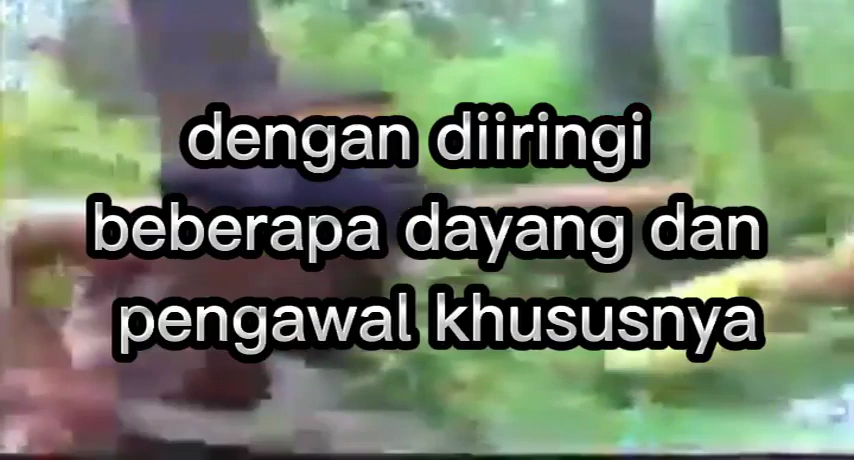 dengan diiringi
beberapa dayang dan
pengawal khususnya